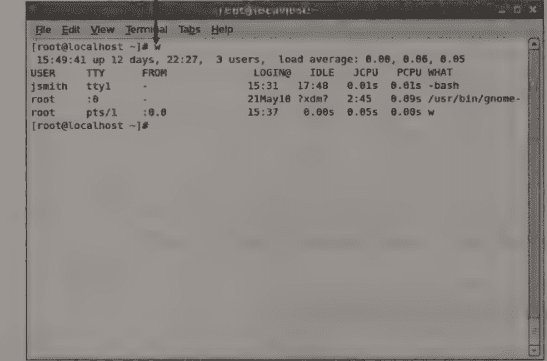 root@localhost:~
File Edit View Terminal Tabs Help
[root@localhost ~]# w
15:49:41 up 12 days, 22:27, 3 users, load average: 0.00, 0.06, 0.05
USER TTY FROM LOGIN@ IDLE JCPU PCPU WHAT
jsmith tty1 - 15:31 17:48 0.01s 0.01s -bash
root :0 - 21May10 ?xdm? 2:45 0.09s /usr/bin/gnome-
root pts/1 :0.0 15:37 0.00s 0.05s 0.00s w
[root@localhost ~]#